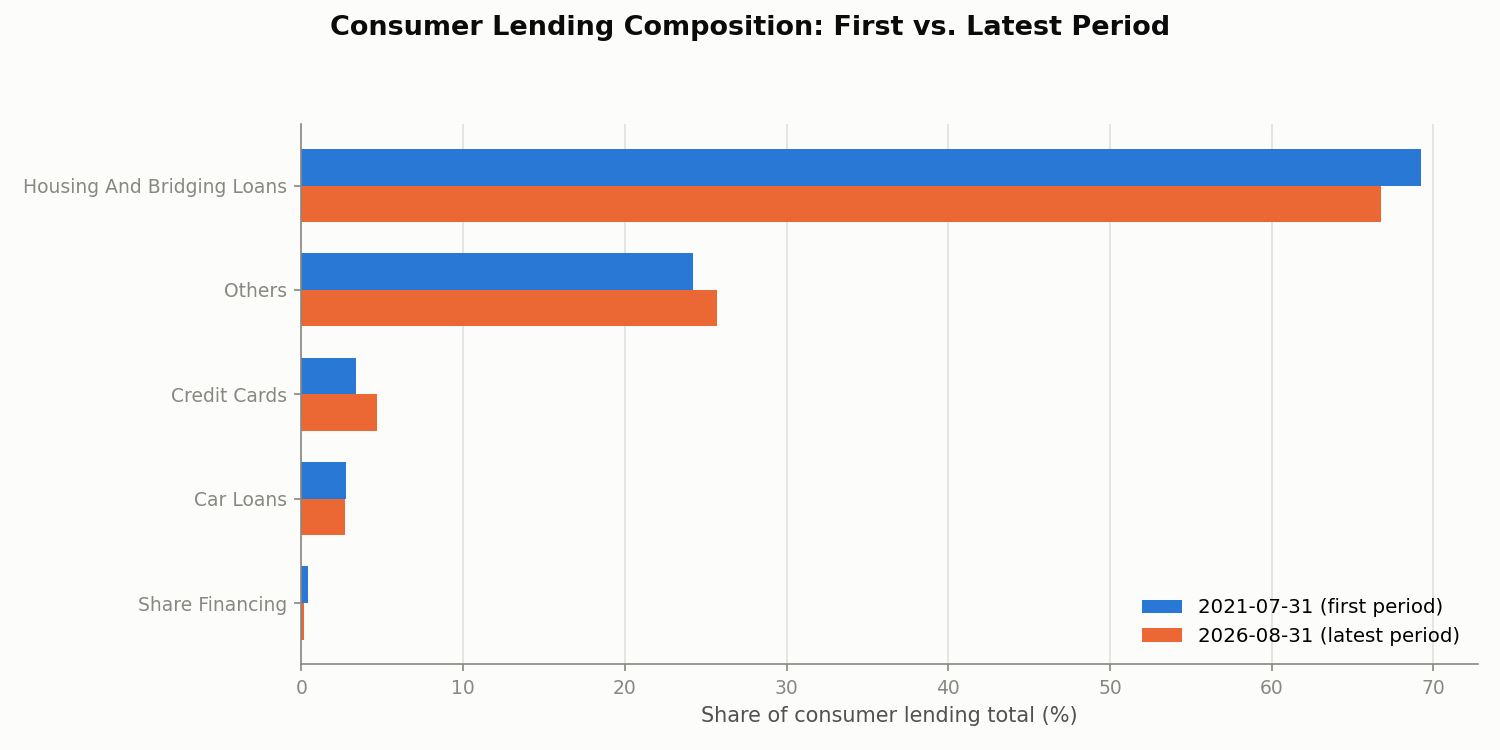 Consumer Lending Composition: First vs. Latest Period
Housing And Bridging Loans
Others
Credit Cards
Car Loans
Share Financing
2021-07-31 (first period)
2026-08-31 (latest period)
0 10 20 30 40 50 60 70
Share of consumer lending total (%)